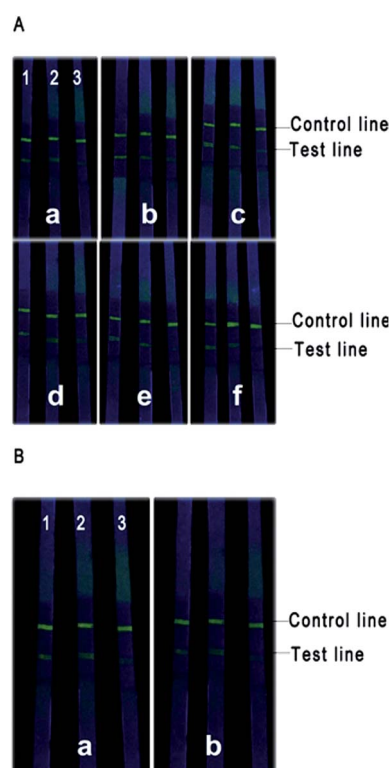 A
1 2 3
Control line
Test line
a b c
Control line
Test line
d e f
B
1 2 3
Control line
Test line
a b